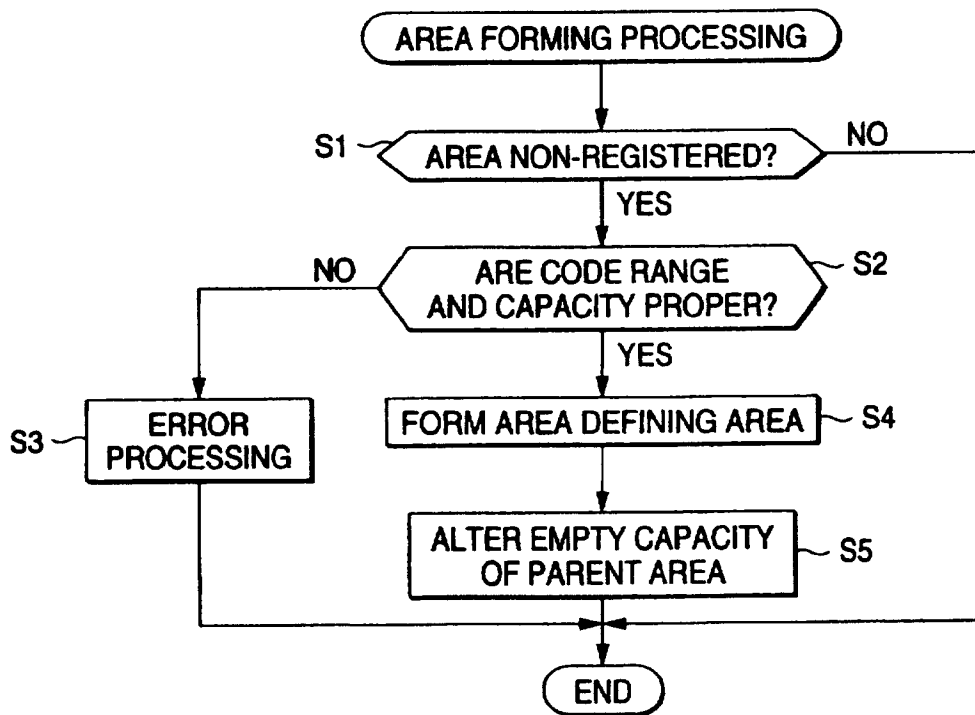 AREA FORMING PROCESSING
S1
AREA NON-REGISTERED?
NO
YES
NO
ARE CODE RANGE
AND CAPACITY PROPER?
S2
YES
S3
ERROR
PROCESSING
FORM AREA DEFINING AREA
S4
ALTER EMPTY CAPACITY
OF PARENT AREA
S5
END